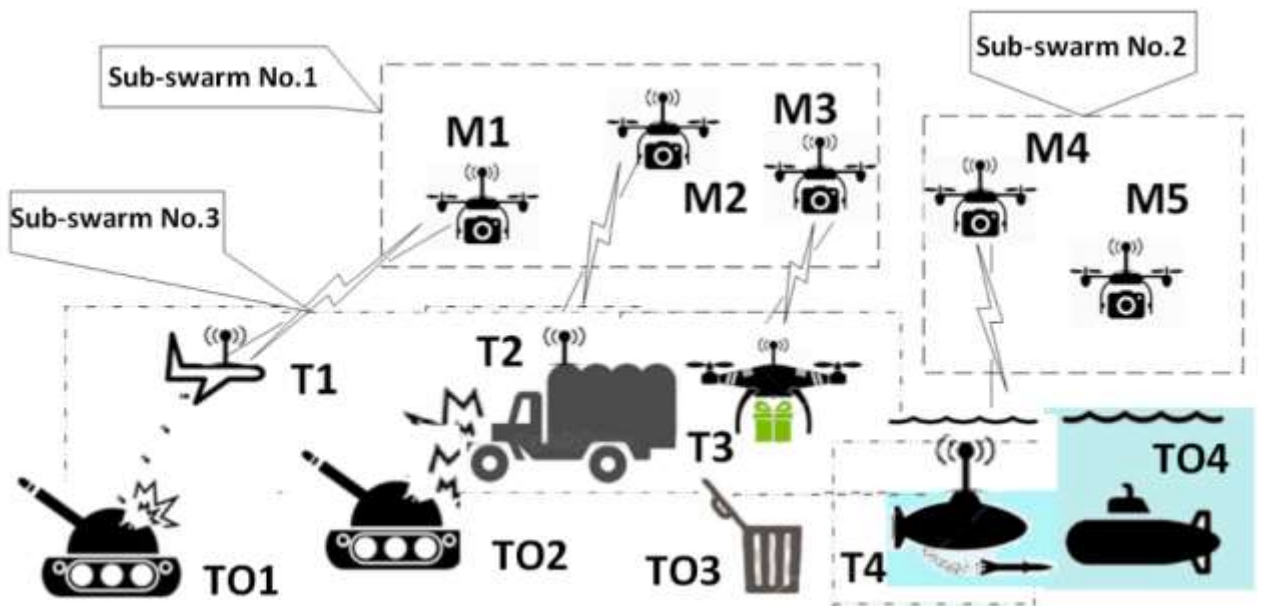 Sub-swarm No.1
Sub-swarm No.2
M1
M2
M3
M4
M5
Sub-swarm No.3
T1
T2
T3
T4
TO1
TO2
TO3
TO4